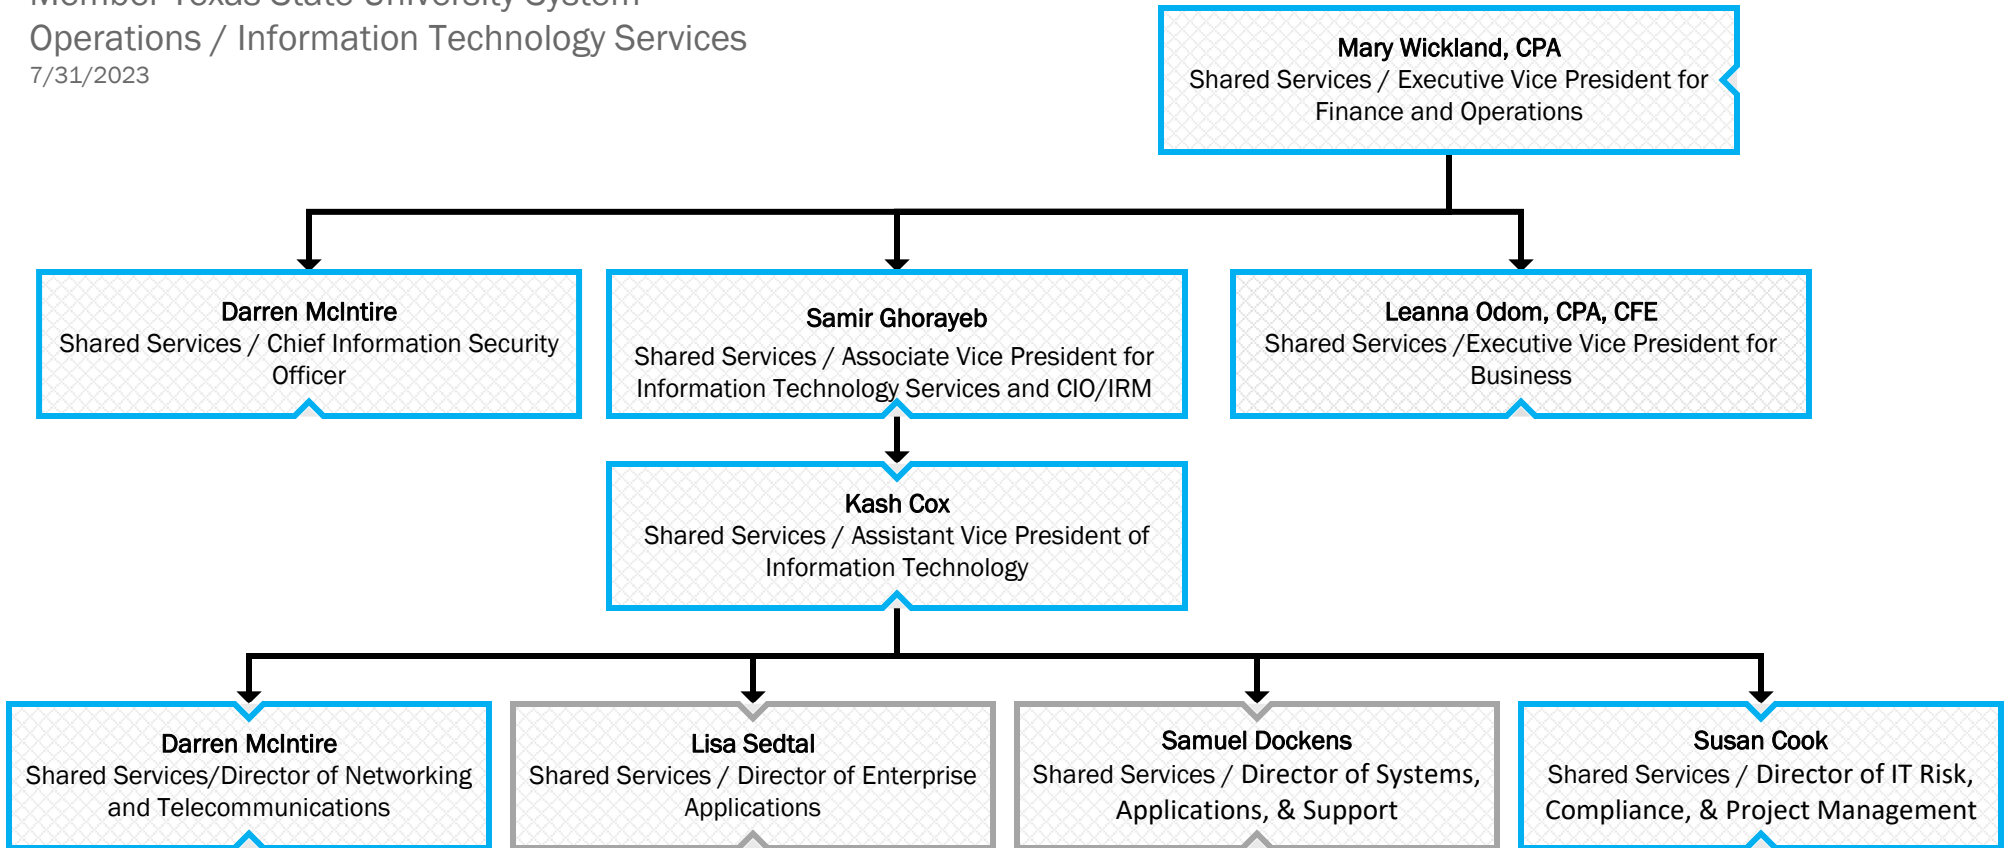 Member Texas State University System
Operations / Information Technology Services
7/31/2023
Mary Wickland, CPA
Shared Services / Executive Vice President for
Finance and Operations
Darren McIntire
Shared Services / Chief Information Security
Officer
Samir Ghorayeb
Shared Services / Associate Vice President for
Information Technology Services and CIO/IRM
Leanna Odom, CPA, CFE
Shared Services /Executive Vice President for
Business
Kash Cox
Shared Services / Assistant Vice President of
Information Technology
Darren McIntire
Shared Services/Director of Networking
and Telecommunications
Lisa Sedtal
Shared Services / Director of Enterprise
Applications
Samuel Dockens
Shared Services / Director of Systems,
Applications, & Support
Susan Cook
Shared Services / Director of IT Risk,
Compliance, & Project Management